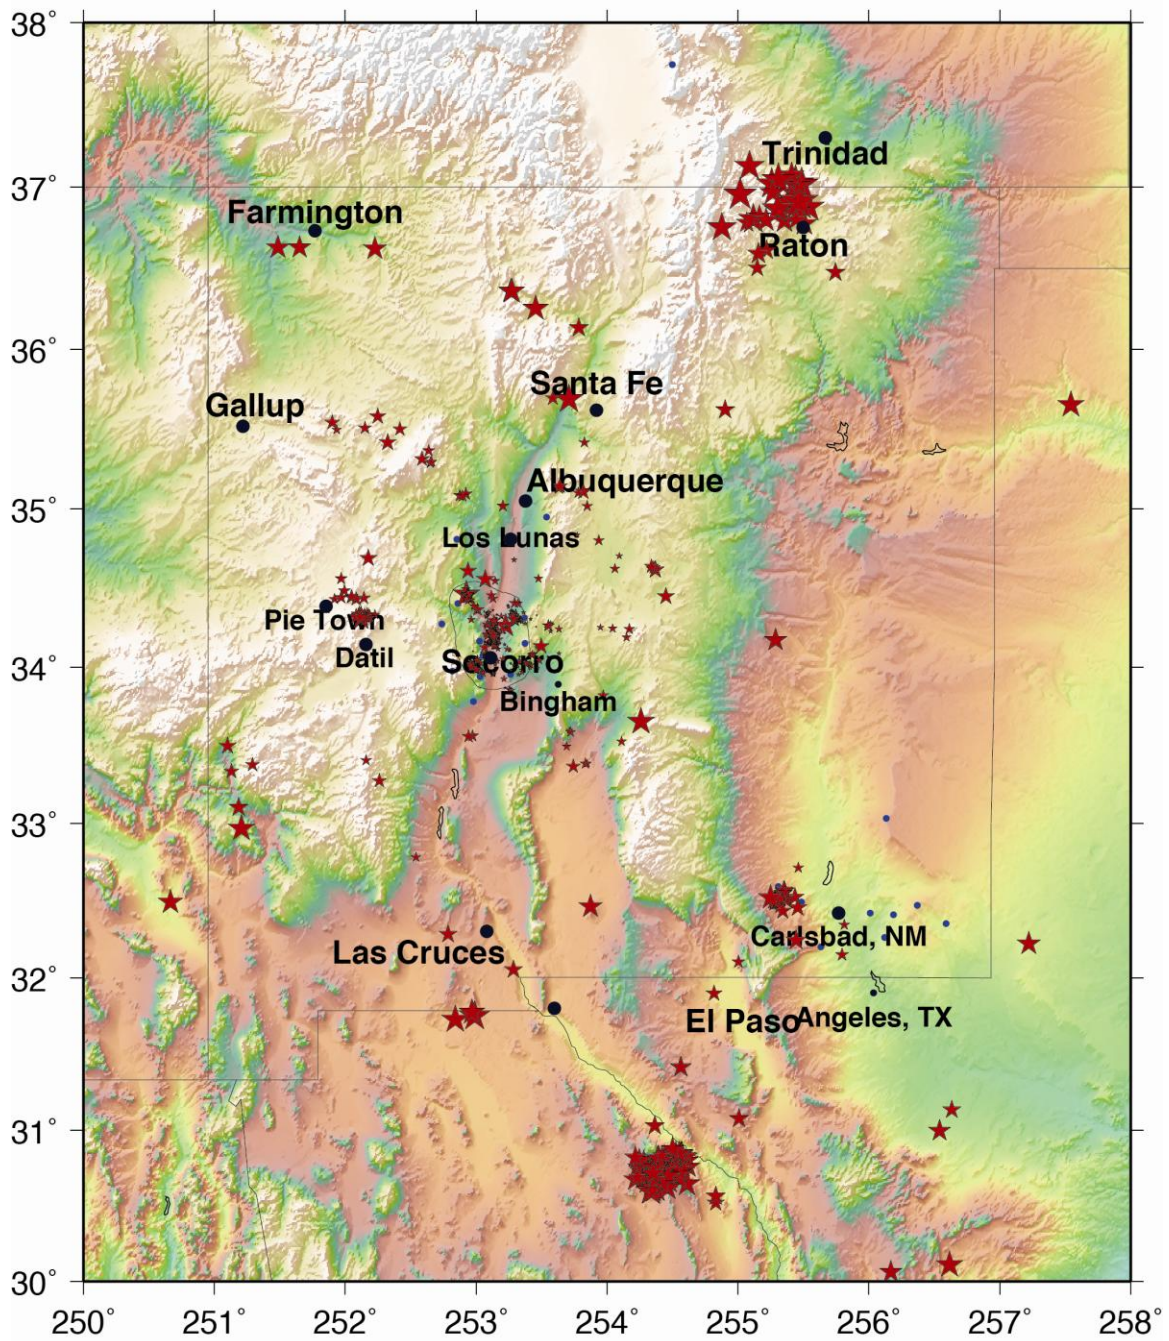 38°
Trinidad
37°
Farmington
Raton
36°
Santa Fe
Gallup
Albuquerque
35°
Los Lunas
Pie Town
Datil
34°
Socorro
Bingham
33°
Carlsbad, NM
Las Cruces
32°
El Paso
Angeles, TX
31°
30°
250° 251° 252° 253° 254° 255° 256° 257° 258°